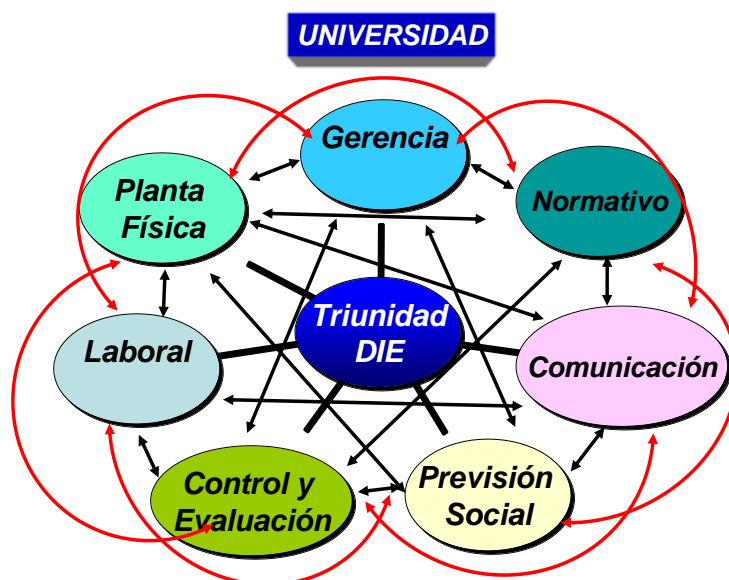 UNIVERSIDAD
Gerencia
Planta
Física
Normativo
Triunidad
DIE
Laboral
Comunicación
Control y
Evaluación
Previsión
Social